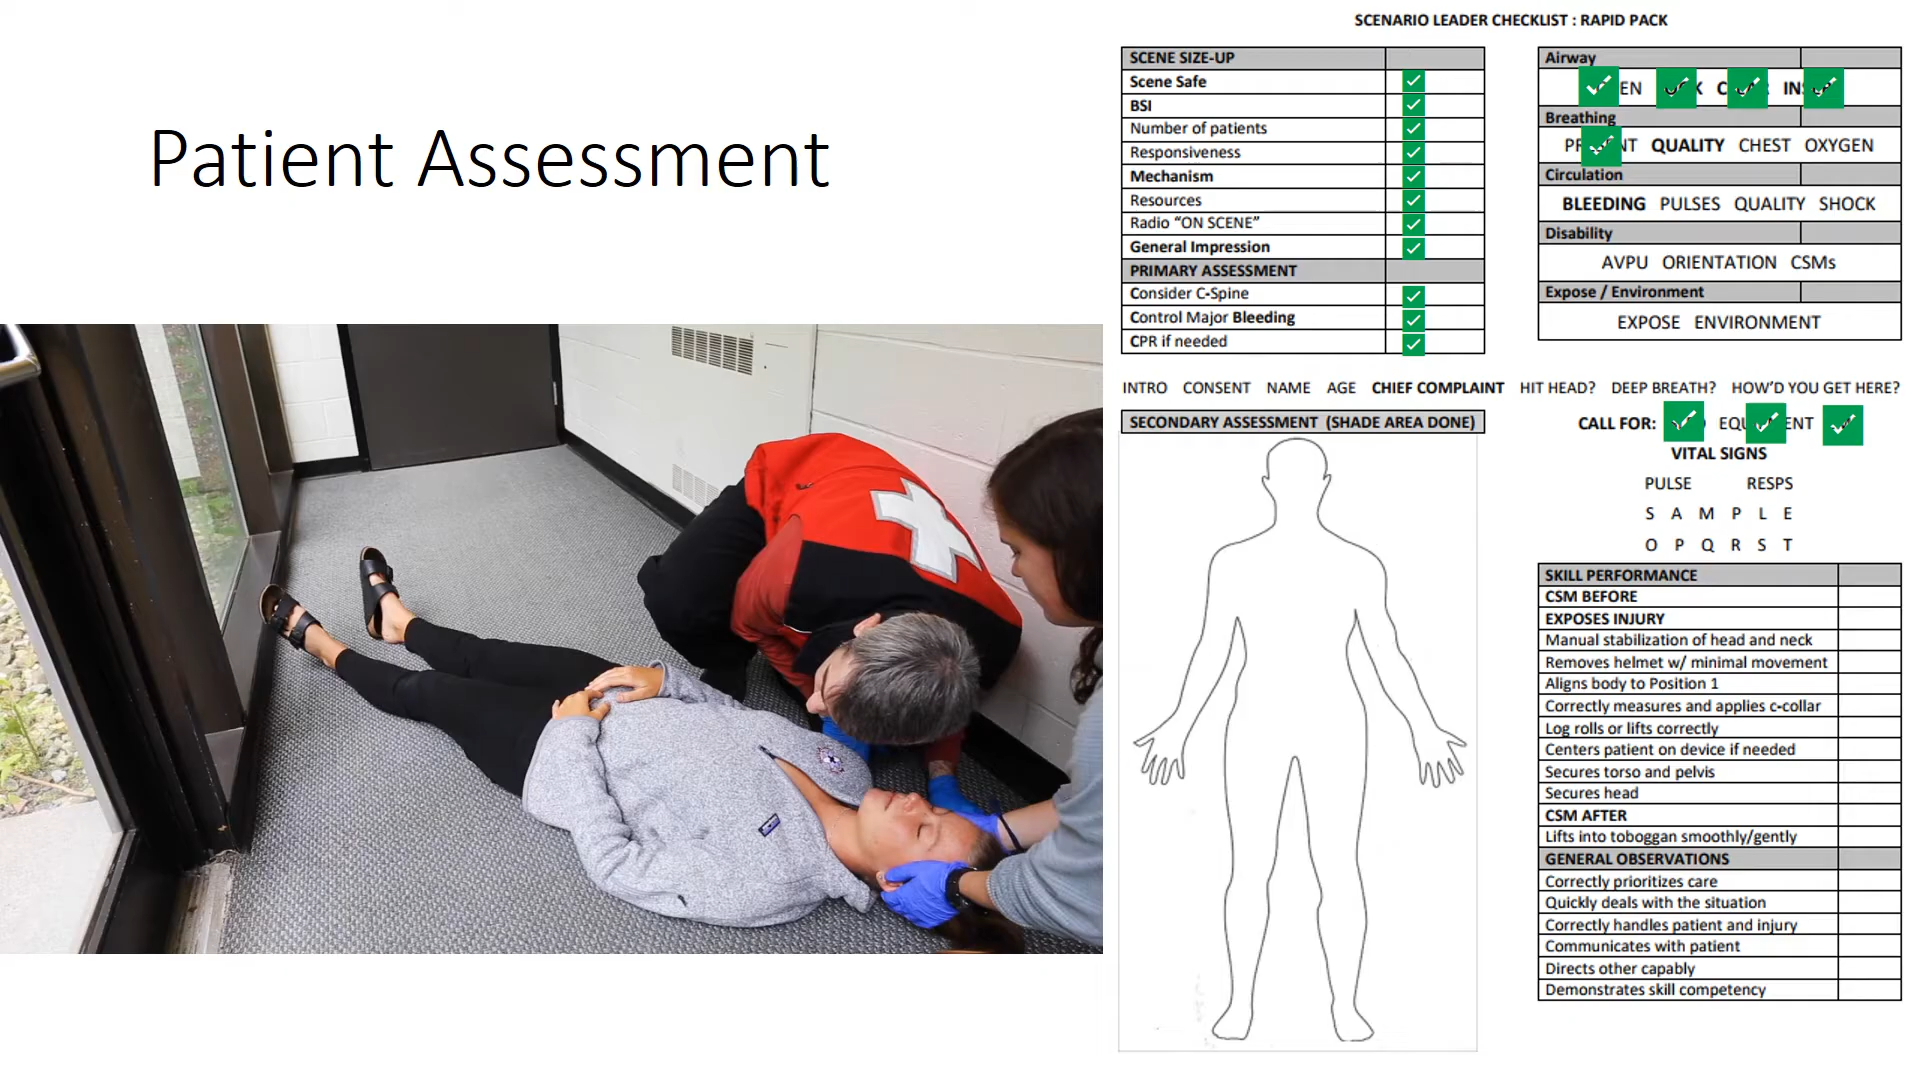 Patient Assessment
SCENARIO LEADER CHECKLIST : RAPID PACK
SCENE SIZE-UP
Scene Safe
BSI
Number of patients
Responsiveness
Mechanism
Resources
Radio “ON SCENE”
General Impression
PRIMARY ASSESSMENT
Consider C-Spine
Control Major Bleeding
CPR if needed
Airway
Breathing
QUALITY CHEST OXYGEN
Circulation
BLEEDING PULSES QUALITY SHOCK
Disability
AVPU ORIENTATION CSMs
Expose / Environment
EXPOSE ENVIRONMENT
INTRO CONSENT NAME AGE CHIEF COMPLAINT HIT HEAD? DEEP BREATH? HOW’D YOU GET HERE?
SECONDARY ASSESSMENT (SHADE AREA DONE)
CALL FOR:
VITAL SIGNS
PULSE RESPS
S A M P L E
O P Q R S T
SKILL PERFORMANCE
CSM BEFORE
EXPOSES INJURY
Manual stabilization of head and neck
Removes helmet w/ minimal movement
Aligns body to Position 1
Correctly measures and applies c-collar
Log rolls or lifts correctly
Centers patient on device if needed
Secures torso and pelvis
Secures head
CSM AFTER
Lifts into toboggan smoothly/gently
GENERAL OBSERVATIONS
Correctly prioritizes care
Quickly deals with the situation
Correctly handles patient and injury
Communicates with patient
Directs other capably
Demonstrates skill competency